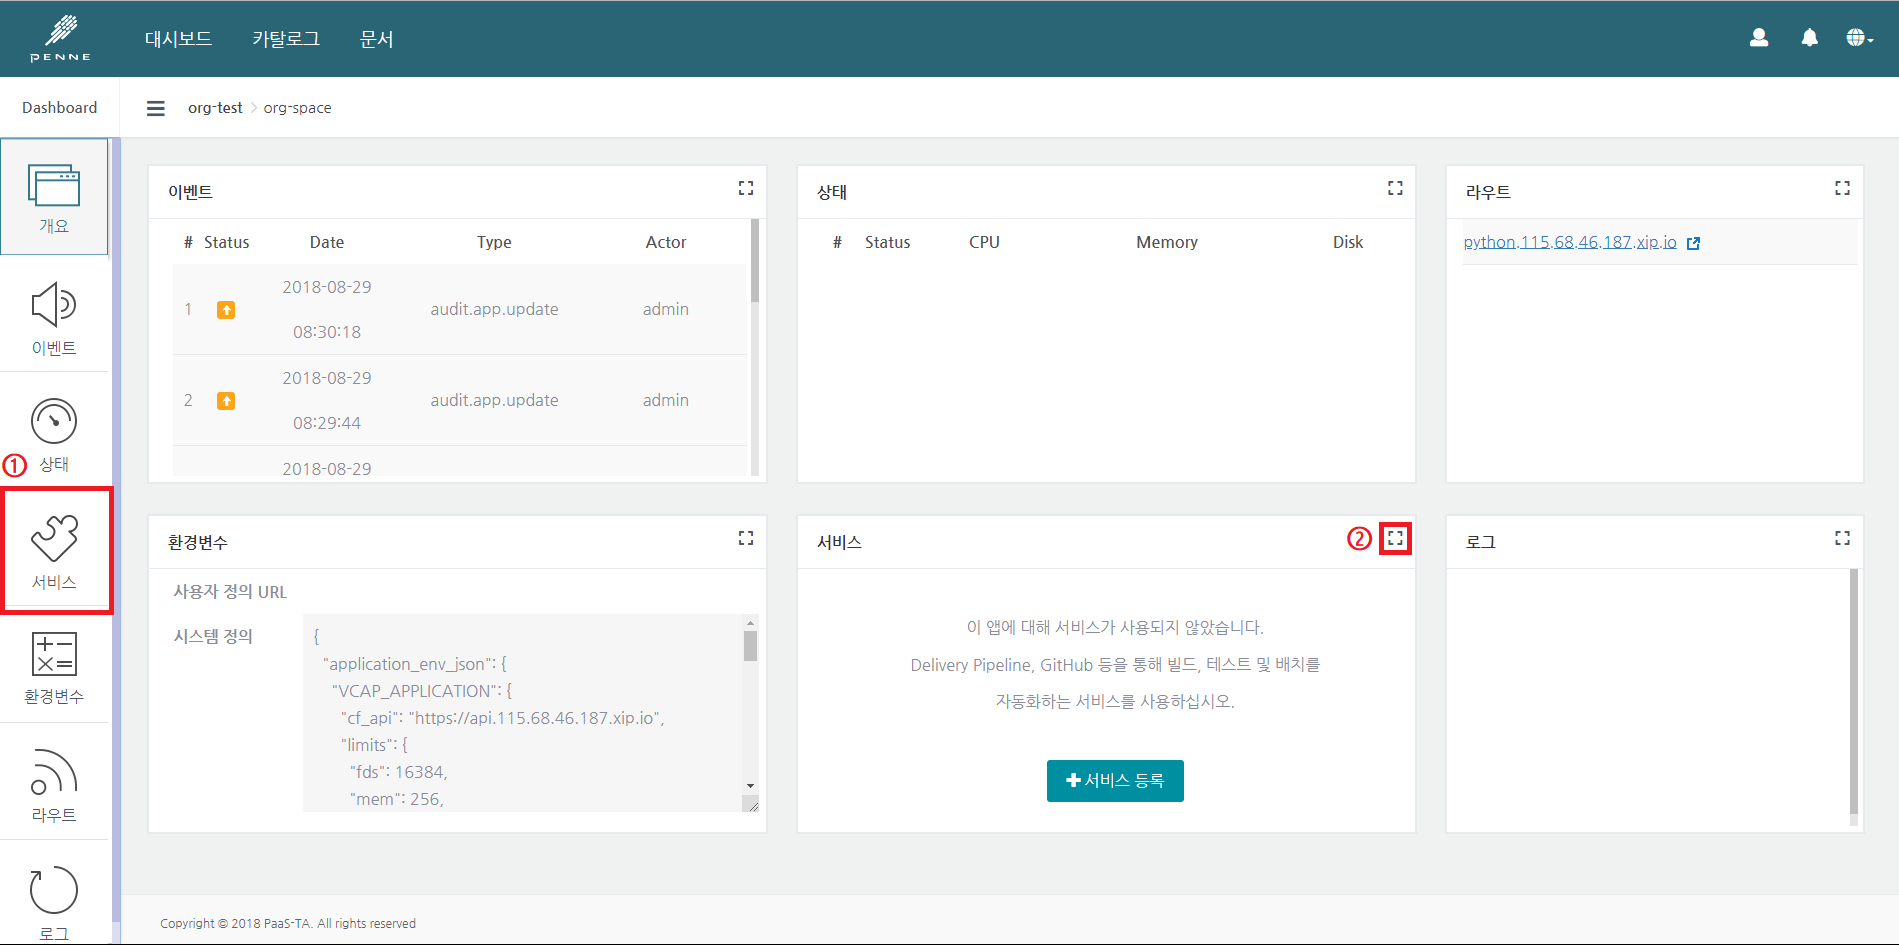 PENNE
대시보드 카탈로그 문서
Dashboard
org-test > org-space
개요
이벤트
상태
①
서비스
환경변수
라우트
로그
이벤트
# Status Date Type Actor
1 2018-08-29 08:30:18 audit.app.update admin
2 2018-08-29 08:29:44 audit.app.update admin
2018-08-29
상태
# Status CPU Memory Disk
라우트
python.115.68.46.187.xip.io
환경변수
사용자 정의 URL
시스템 정의
{
"application_env_json": {
"VCAP_APPLICATION": {
"cf_api": "https://api.115.68.46.187.xip.io",
"limits": {
"fds": 16384,
"mem": 256,
서비스
②
이 앱에 대해 서비스가 사용되지 않았습니다.
Delivery Pipeline, GitHub 등을 통해 빌드, 테스트 및 배치를
자동화하는 서비스를 사용하십시오.
서비스 등록
로그
Copyright © 2018 PaaS-TA. All rights reserved